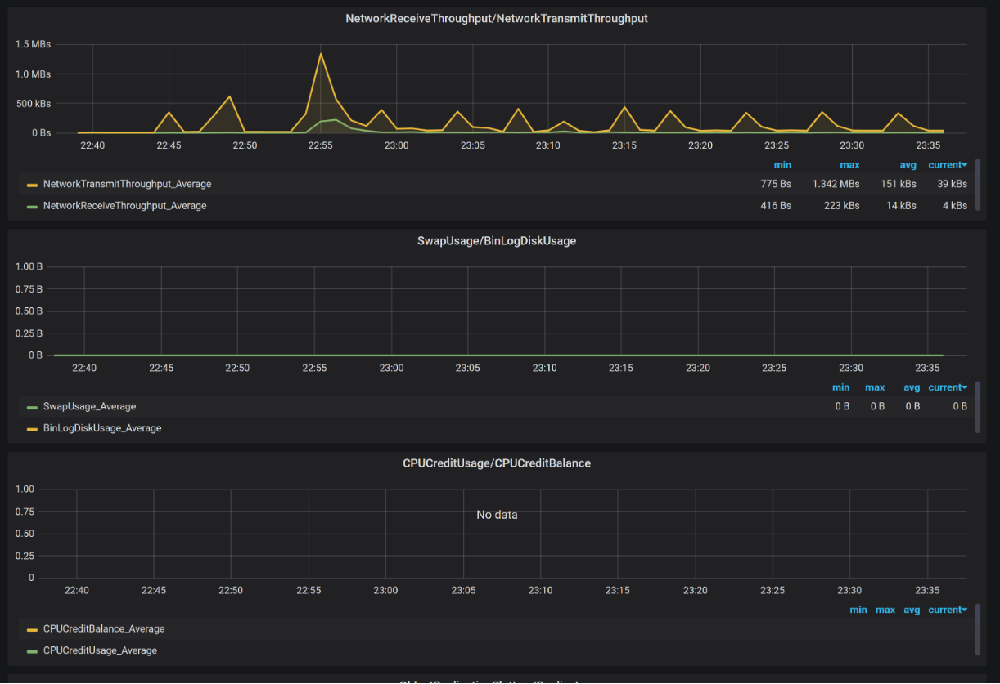 NetworkReceiveThroughput/NetworkTransmitThroughput
1.5 MBs
1.0 MBs
500 kBs
0 Bs
22:40 22:45 22:50 22:55 23:00 23:05 23:10 23:15 23:20 23:25 23:30 23:35
min max avg current
NetworkTransmitThroughput_Average 775 Bs 1.342 MBs 151 kBs 39 kBs
NetworkReceiveThroughput_Average 416 Bs 223 kBs 14 kBs 4 kBs
SwapUsage/BinLogDiskUsage
1.00 B
0.75 B
0.50 B
0.25 B
0 B
22:40 22:45 22:50 22:55 23:00 23:05 23:10 23:15 23:20 23:25 23:30 23:35
min max avg current
SwapUsage_Average 0 B 0 B 0 B 0 B
BinLogDiskUsage_Average
CPUCreditUsage/CPUCreditBalance
1.00
0.75
No data
0.50
0.25
0
22:40 22:45 22:50 22:55 23:00 23:05 23:10 23:15 23:20 23:25 23:30 23:35
min max avg current
CPUCreditBalance_Average
CPUCreditUsage_Average